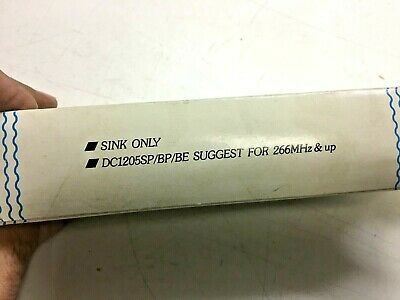 ■ SINK ONLY
■ DC1205SP/BP/BE SUGGEST FOR 266MHz & up